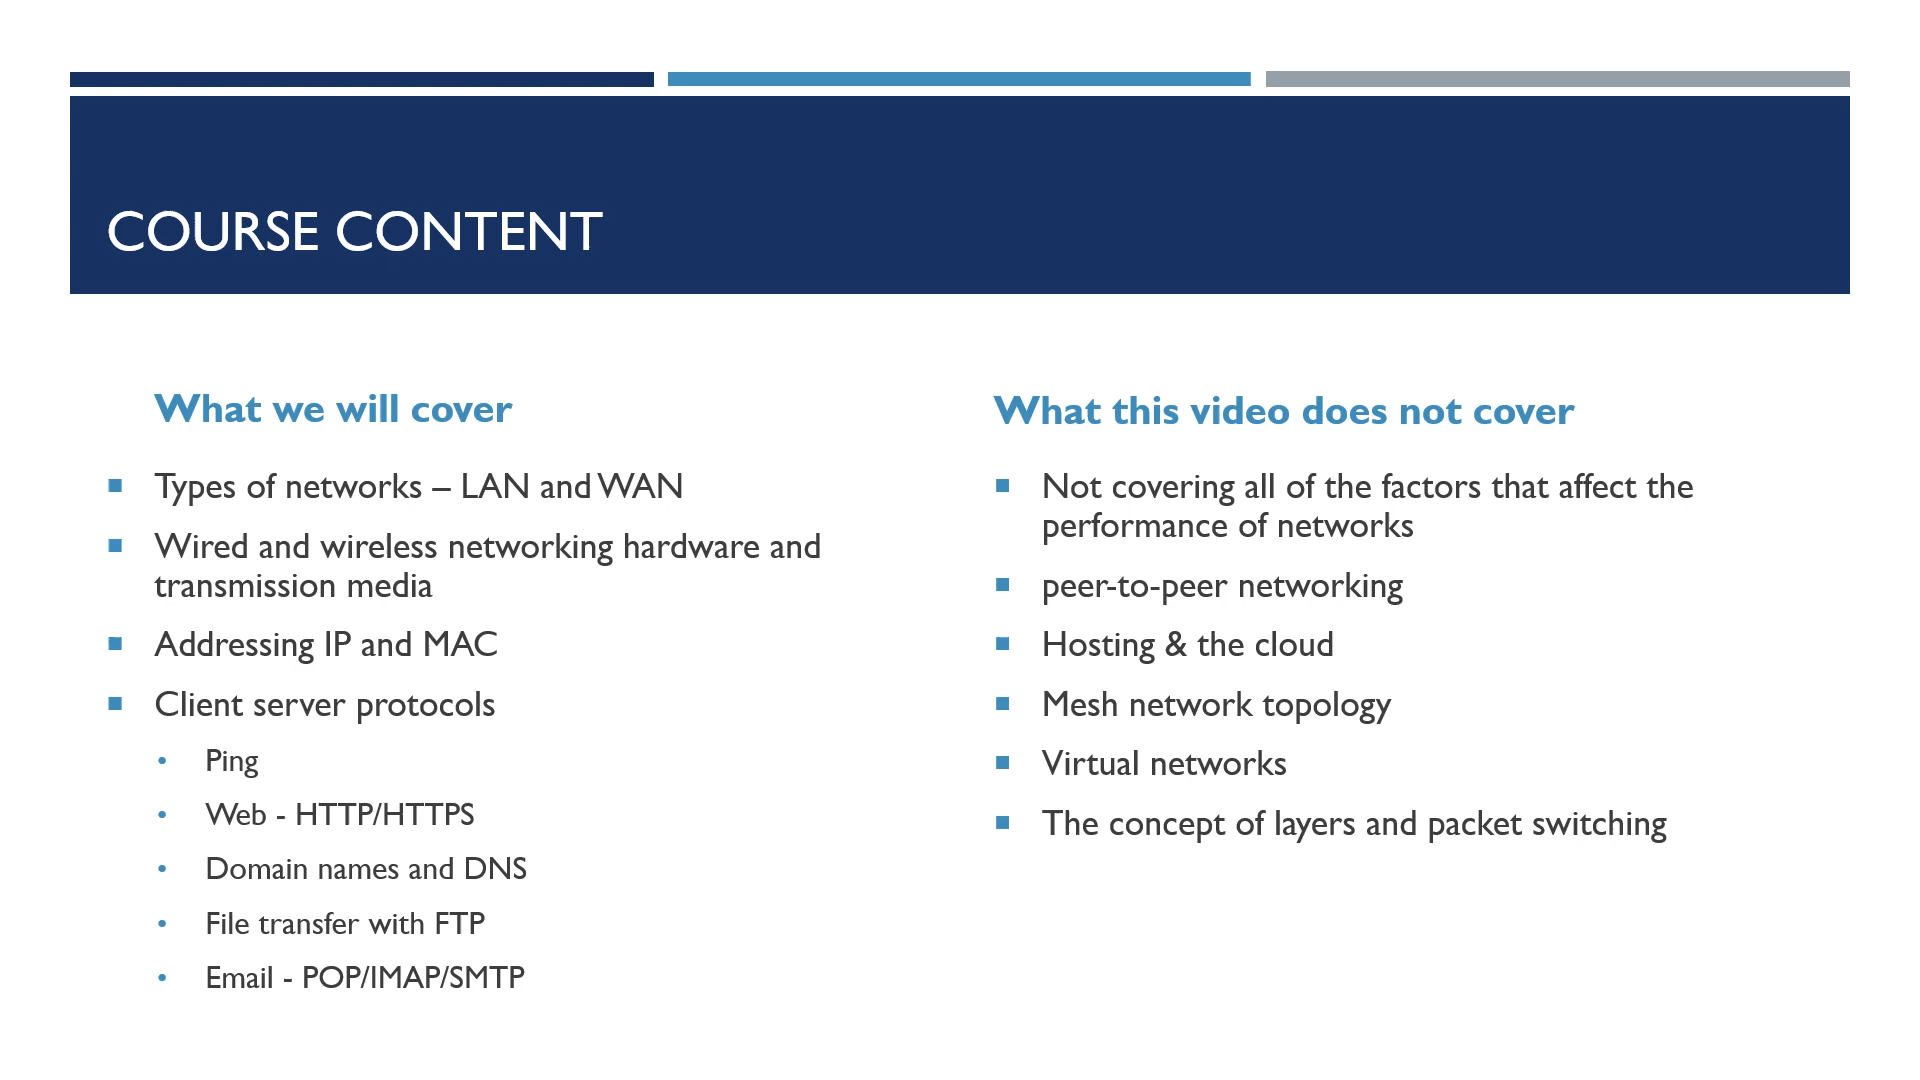 COURSE CONTENT
What we will cover
Types of networks – LAN and WAN
Wired and wireless networking hardware and
transmission media
Addressing IP and MAC
Client server protocols
Ping
Web - HTTP/HTTPS
Domain names and DNS
File transfer with FTP
Email - POP/IMAP/SMTP
What this video does not cover
Not covering all of the factors that affect the
performance of networks
peer-to-peer networking
Hosting & the cloud
Mesh network topology
Virtual networks
The concept of layers and packet switching